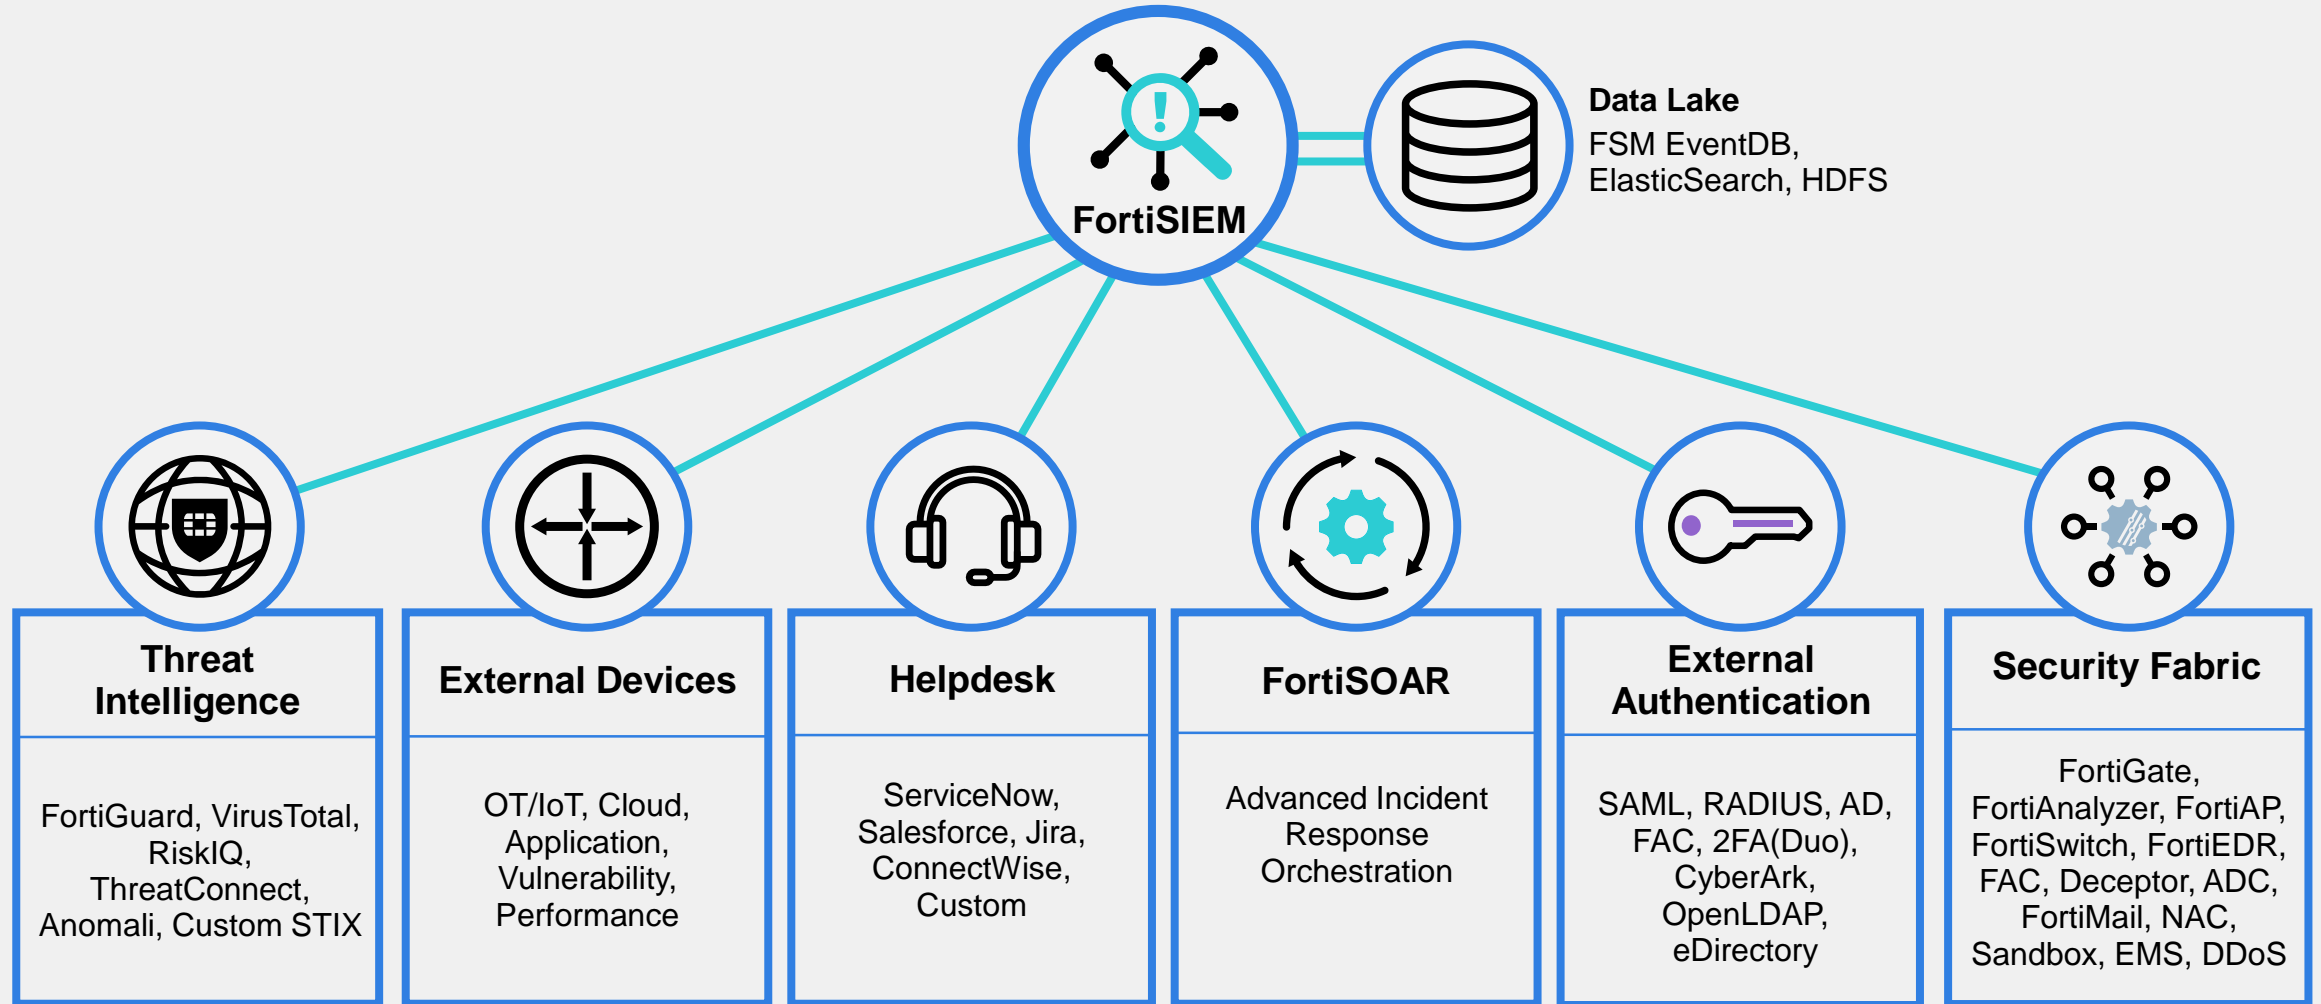 FortiSIEM
Data Lake
FSM EventDB,
ElasticSearch, HDFS
Threat
Intelligence
FortiGuard, VirusTotal,
RiskIQ,
ThreatConnect,
Anomali, Custom STIX
External Devices
OT/IoT, Cloud,
Application,
Vulnerability,
Performance
Helpdesk
ServiceNow,
Salesforce, Jira,
ConnectWise,
Custom
FortiSOAR
Advanced Incident
Response
Orchestration
External
Authentication
SAML, RADIUS, AD,
FAC, 2FA(Duo),
CyberArk,
OpenLDAP,
eDirectory
Security Fabric
FortiGate,
FortiAnalyzer, FortiAP,
FortiSwitch, FortiEDR,
FAC, Deceptor, ADC,
FortiMail, NAC,
Sandbox, EMS, DDoS